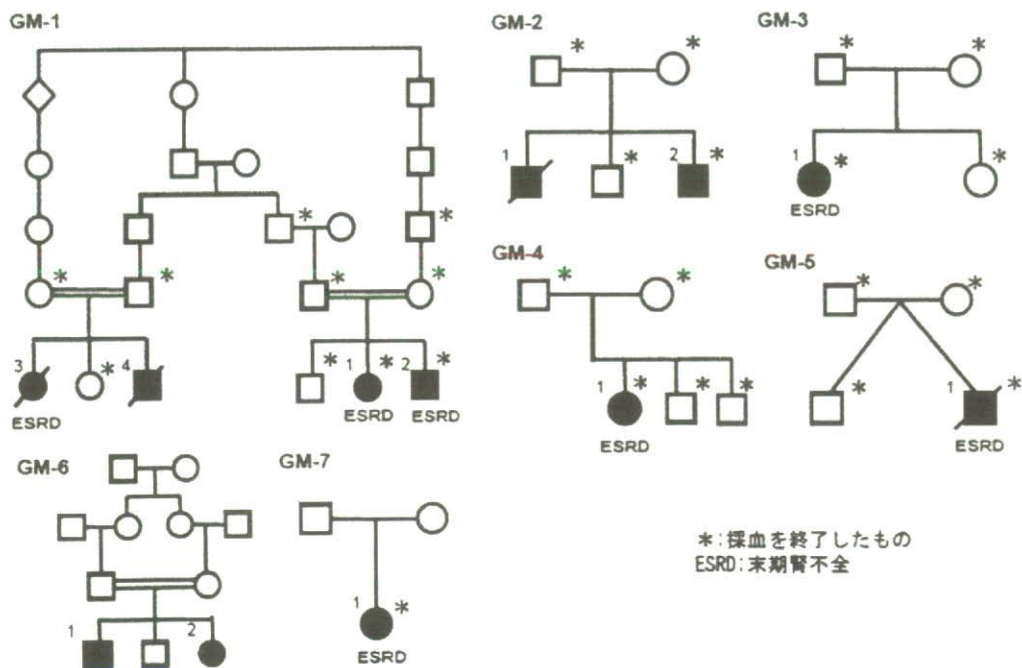 GM-1
GM-2
GM-3
* * * *
1 * 2 * 1 * *
ESRD
* *
GM-4
GM-5
* * * *
* * * *
3 * 4 * 1 * 2 *
ESRD ESRD ESRD
1 * * * * 1 *
ESRD ESRD
GM-6
GM-7
1 2
1 *
ESRD
*:採血を終了したもの
ESRD:末期腎不全